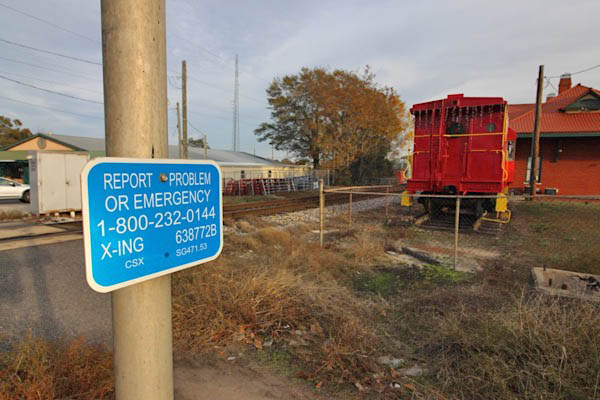 REPORT PROBLEM
OR EMERGENCY
1-800-232-0144
X-ING 638772B
CSX SG471.53